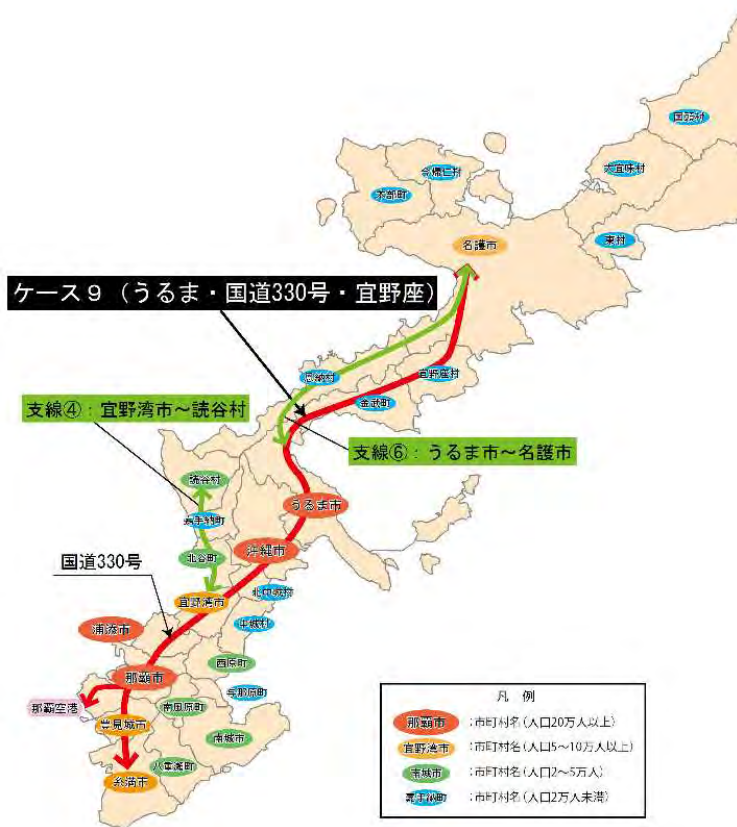 国頭村
大宜味村
今帰仁村
本部町
東村
名護市
ケース９（うるま・国道330号・宜野座）
恩納村
宜野座村
金武町
支線④：宜野湾市～読谷村
支線⑥：うるま市～名護市
読谷村
うるま市
嘉手納町
沖縄市
北谷町
国道330号
北中城村
宜野湾市
中城村
浦添市
西原町
那覇市
与那原町
那覇空港
南風原町
豊見城市
南城市
八重瀬町
糸満市
凡 例
那覇市 ：市町村名(人口20万人以上)
宜野湾市 ：市町村名(人口5～10万人以上)
南城市 ：市町村名(人口2～5万人)
嘉手納町 ：市町村名(人口2万人未満)